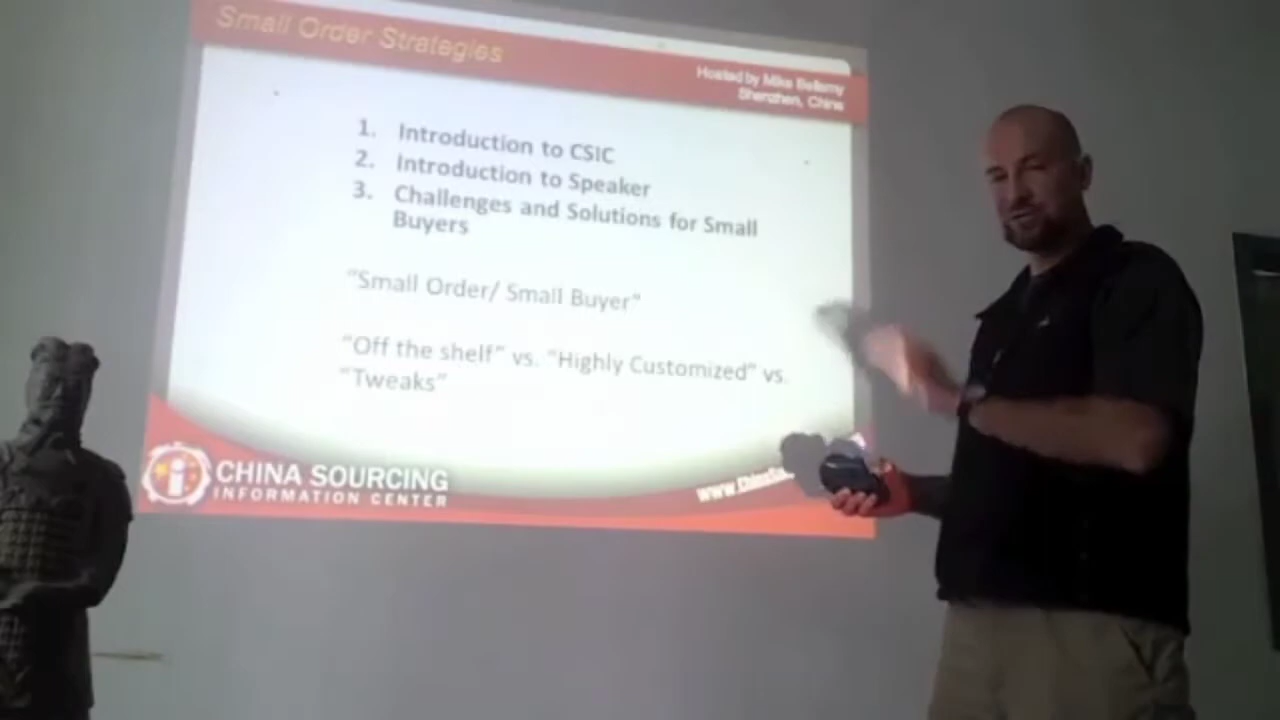 Small Order Strategies
Hosted by Mike Bellamy
Shenzhen, China
1. Introduction to CSIC
2. Introduction to Speaker
3. Challenges and Solutions for Small
Buyers
"Small Order/ Small Buyer"
"Off the shelf" vs. "Highly Customized" vs.
"Tweaks"
i
CHINA SOURCING
INFORMATION CENTER